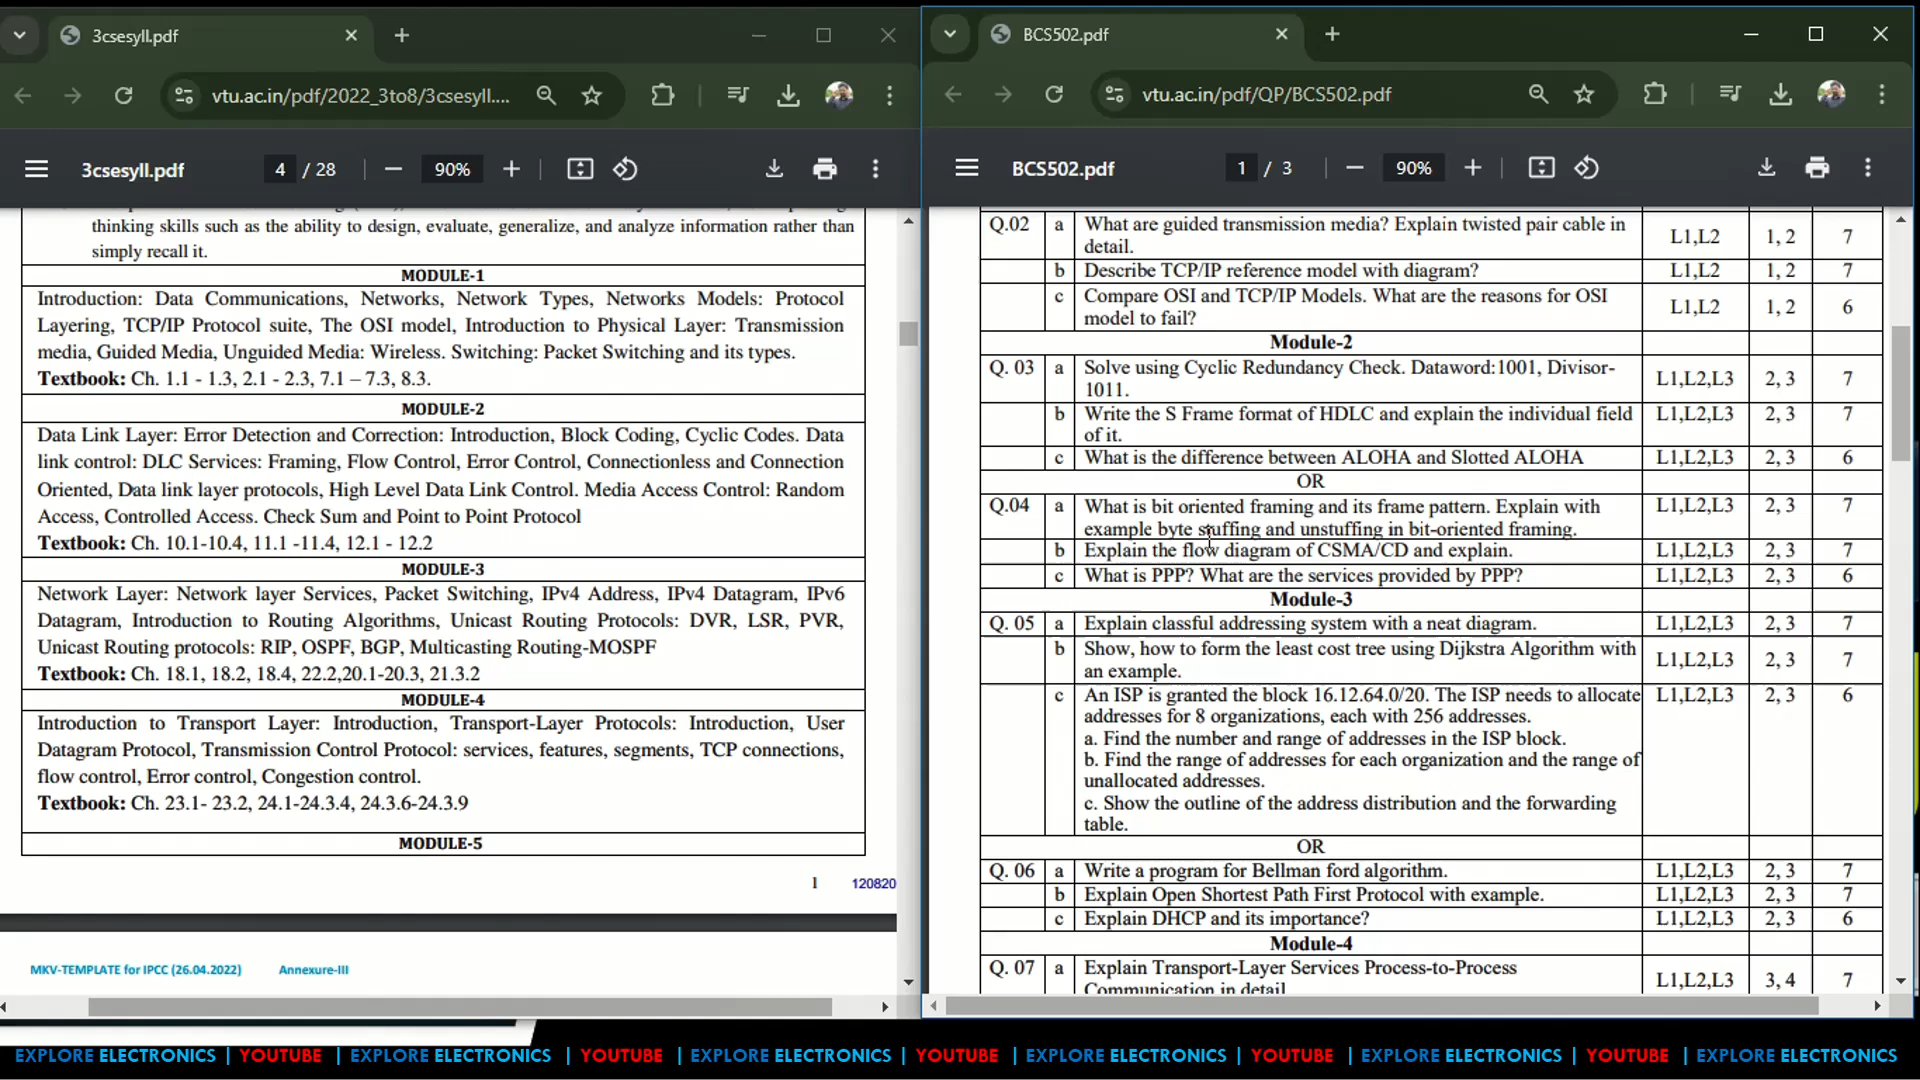 3csesyll.pdf
vtu.ac.in/pdf/2022_3to8/3csesyll....
3csesyll.pdf
4 / 28
90%
thinking skills such as the ability to design, evaluate, generalize, and analyze information rather than
simply recall it.
MODULE-1
Introduction: Data Communications, Networks, Network Types, Networks Models: Protocol
Layering, TCP/IP Protocol suite, The OSI model, Introduction to Physical Layer: Transmission
media, Guided Media, Unguided Media: Wireless. Switching: Packet Switching and its types.
Textbook: Ch. 1.1 - 1.3, 2.1 - 2.3, 7.1 – 7.3, 8.3.
MODULE-2
Data Link Layer: Error Detection and Correction: Introduction, Block Coding, Cyclic Codes. Data
link control: DLC Services: Framing, Flow Control, Error Control, Connectionless and Connection
Oriented, Data link layer protocols, High Level Data Link Control. Media Access Control: Random
Access, Controlled Access. Check Sum and Point to Point Protocol
Textbook: Ch. 10.1-10.4, 11.1 -11.4, 12.1 - 12.2
MODULE-3
Network Layer: Network layer Services, Packet Switching, IPv4 Address, IPv4 Datagram, IPv6
Datagram, Introduction to Routing Algorithms, Unicast Routing Protocols: DVR, LSR, PVR,
Unicast Routing protocols: RIP, OSPF, BGP, Multicasting Routing-MOSPF
Textbook: Ch. 18.1, 18.2, 18.4, 22.2,20.1-20.3, 21.3.2
MODULE-4
Introduction to Transport Layer: Introduction, Transport-Layer Protocols: Introduction, User
Datagram Protocol, Transmission Control Protocol: services, features, segments, TCP connections,
flow control, Error control, Congestion control.
Textbook: Ch. 23.1- 23.2, 24.1-24.3.4, 24.3.6-24.3.9
MODULE-5
1 120820
MKV-TEMPLATE for IPCC (26.04.2022) Annexure-III
BCS502.pdf
vtu.ac.in/pdf/QP/BCS502.pdf
BCS502.pdf
1 / 3
90%
Q.02 a What are guided transmission media? Explain twisted pair cable in L1,L2 1, 2 7
detail.
b Describe TCP/IP reference model with diagram? L1,L2 1, 2 7
c Compare OSI and TCP/IP Models. What are the reasons for OSI L1,L2 1, 2 6
model to fail?
Module-2
Q. 03 a Solve using Cyclic Redundancy Check. Dataword:1001, Divisor- L1,L2,L3 2, 3 7
1011.
b Write the S Frame format of HDLC and explain the individual field L1,L2,L3 2, 3 7
of it.
c What is the difference between ALOHA and Slotted ALOHA L1,L2,L3 2, 3 6
OR
Q.04 a What is bit oriented framing and its frame pattern. Explain with L1,L2,L3 2, 3 7
example byte stuffing and unstuffing in bit-oriented framing.
b Explain the flow diagram of CSMA/CD and explain. L1,L2,L3 2, 3 7
c What is PPP? What are the services provided by PPP? L1,L2,L3 2, 3 6
Module-3
Q. 05 a Explain classful addressing system with a neat diagram. L1,L2,L3 2, 3 7
b Show, how to form the least cost tree using Dijkstra Algorithm with L1,L2,L3 2, 3 7
an example.
c An ISP is granted the block 16.12.64.0/20. The ISP needs to allocate L1,L2,L3 2, 3 6
addresses for 8 organizations, each with 256 addresses.
a. Find the number and range of addresses in the ISP block.
b. Find the range of addresses for each organization and the range of
unallocated addresses.
c. Show the outline of the address distribution and the forwarding
table.
OR
Q. 06 a Write a program for Bellman ford algorithm. L1,L2,L3 2, 3 7
b Explain Open Shortest Path First Protocol with example. L1,L2,L3 2, 3 7
c Explain DHCP and its importance? L1,L2,L3 2, 3 6
Module-4
Q. 07 a Explain Transport-Layer Services Process-to-Process L1,L2,L3 3, 4 7
Communication in detail
EXPLORE ELECTRONICS | YOUTUBE | EXPLORE ELECTRONICS | YOUTUBE | EXPLORE ELECTRONICS | YOUTUBE | EXPLORE ELECTRONICS | YOUTUBE | EXPLORE ELECTRONICS | YOUTUBE | EXPLORE ELECTRONICS